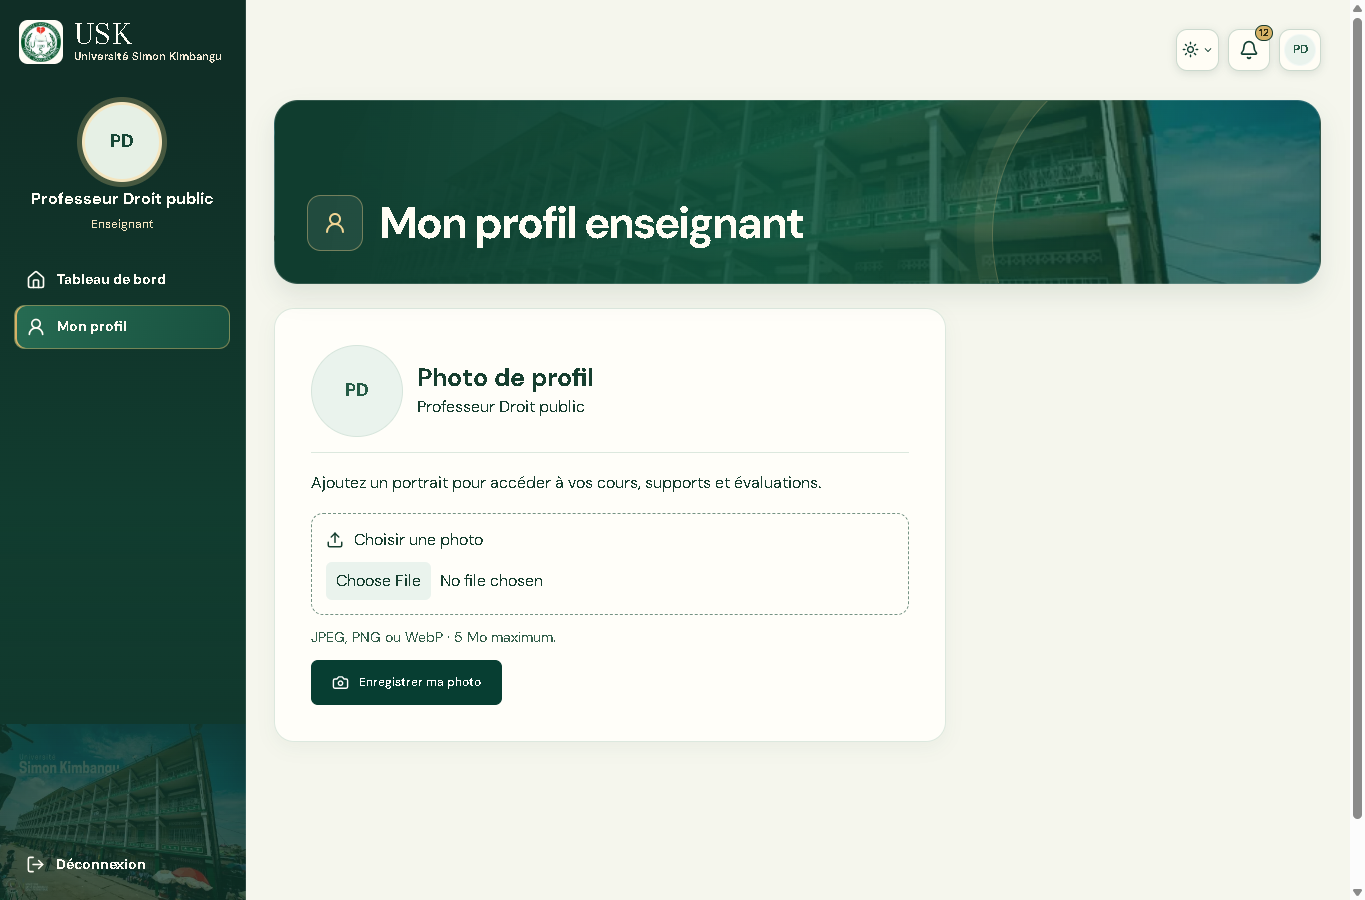 USK
Université Simon Kimbangu
PD
Professeur Droit public
Enseignant
Tableau de bord
Mon profil
Simon Kimbangu
Déconnexion
12
PD
Mon profil enseignant
PD
Photo de profil
Professeur Droit public
Ajoutez un portrait pour accéder à vos cours, supports et évaluations.
Choisir une photo
Choose File No file chosen
JPEG, PNG ou WebP · 5 Mo maximum.
Enregistrer ma photo